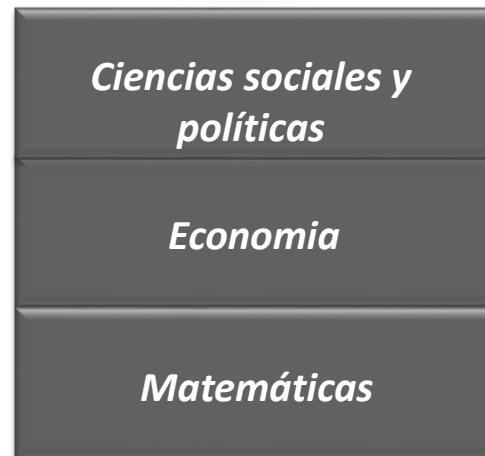 Ciencias sociales y
políticas
Economia
Matemáticas